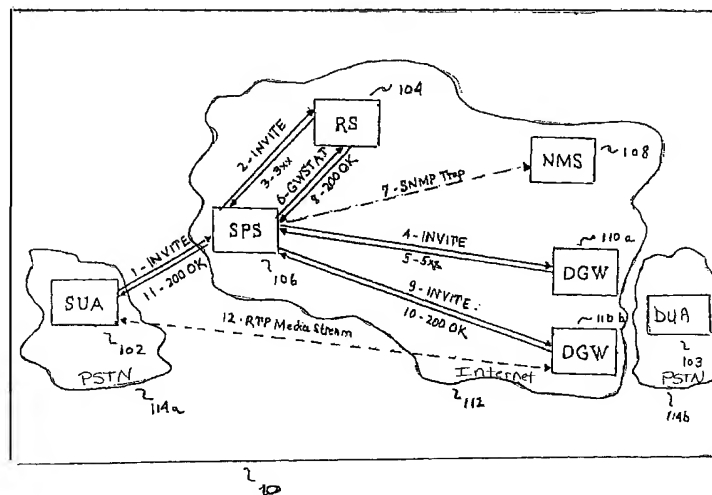 104
RS
2-INVITE
3-3xx
6-GWSTAT
8-200 OK
NMS
108
7-SNMP Trap
SPS
106
4-INVITE
5-5xx
110a
DGW
1-INVITE
11-200 OK
9-INVITE
10-200 OK
110b
DGW
SUA
102
DUA
103
12-RTP Media Stream
PSTN
114a
Internet
112
PSTN
114b
10